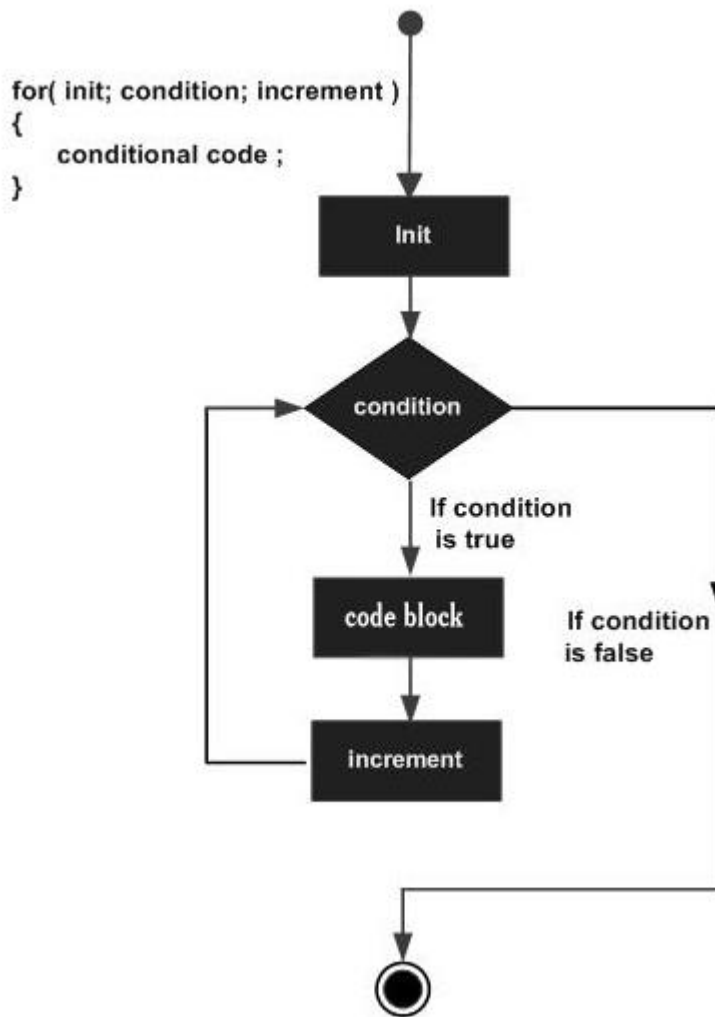 for( init; condition; increment )
{
conditional code ;
}
Init
condition
If condition
is true
code block
If condition
is false
increment